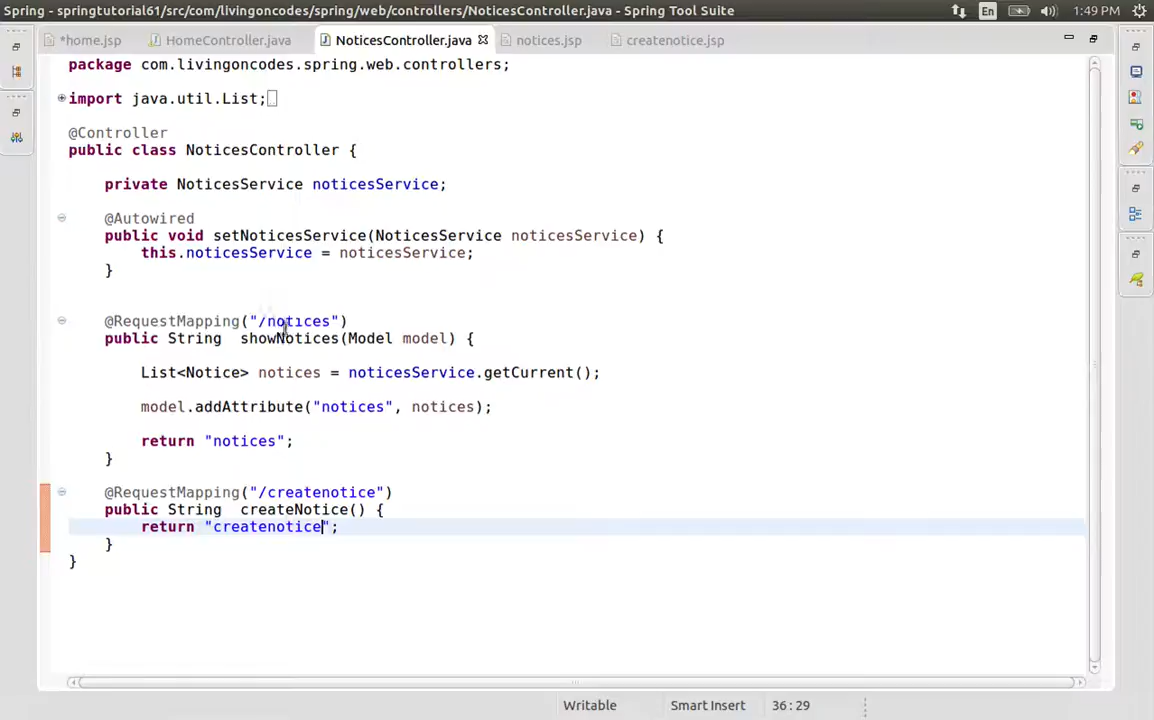 Spring - springtutorial61/src/com/livingoncodes/spring/web/controllers/NoticesController.java - Spring Tool Suite
En
1:49 PM
*home.jsp
HomeController.java
NoticesController.java
notices.jsp
createnotice.jsp
package com.livingoncodes.spring.web.controllers;
import java.util.List;
@Controller
public class NoticesController {
private NoticesService noticesService;
@Autowired
public void setNoticesService(NoticesService noticesService) {
this.noticesService = noticesService;
}
@RequestMapping("/notices")
public String  showNotices(Model model) {
List<Notice> notices = noticesService.getCurrent();
model.addAttribute("notices", notices);
return "notices";
}
@RequestMapping("/createnotice")
public String  createNotice() {
return "createnotice";
}
}
Writable
Smart Insert
36 : 29